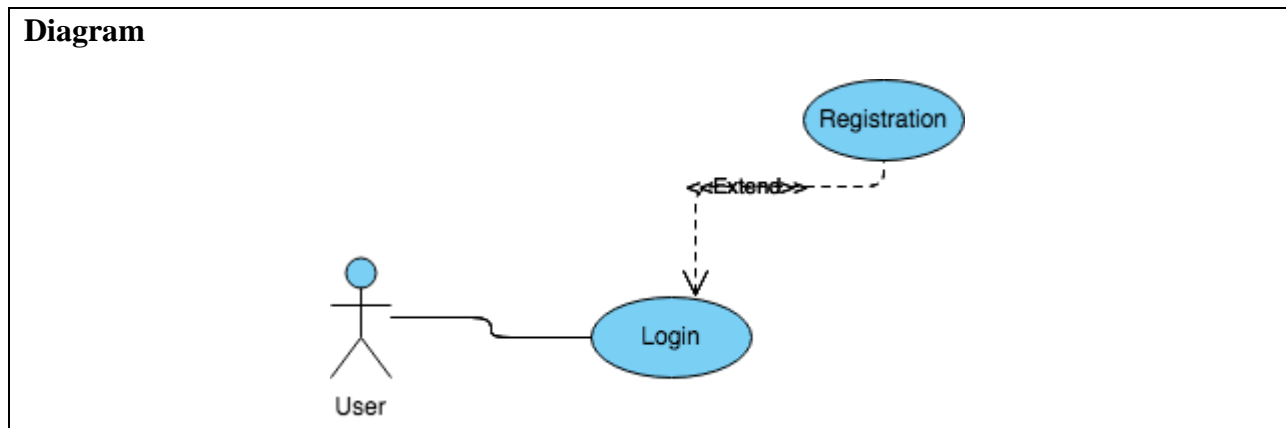 Diagram
Registration
<<Extend>>
Login
User